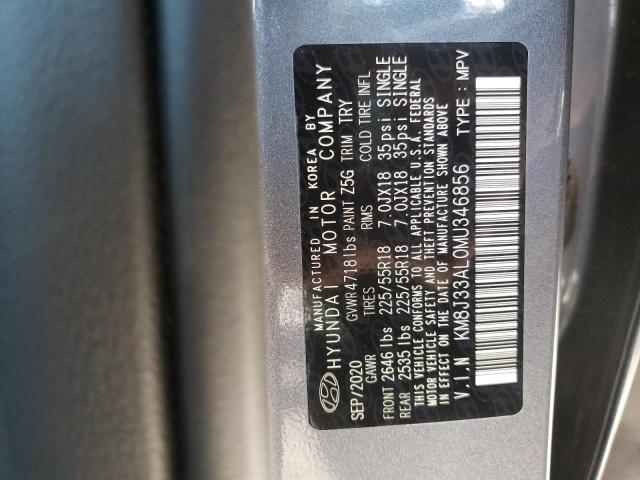 MANUFACTURED IN KOREA BY
HYUNDAI MOTOR COMPANY
SEP/2020 GVWR 4718lbs PAINT Z5G TRIM TRY
GAWR TIRES RIMS COLD TIRE INFL
FRONT 2646 lbs 225/55R18 7.0JX18 35psi SINGLE
REAR 2535 lbs 225/55R18 7.0JX18 35psi SINGLE
THIS VEHICLE CONFORMS TO ALL APPLICABLE U.S.A. FEDERAL
MOTOR VEHICLE SAFETY AND THEFT PREVENTION STANDARDS
IN EFFECT ON THE DATE OF MANUFACTURE SHOWN ABOVE
V.I.N KM8J33AL0MU346856 TYPE : MPV